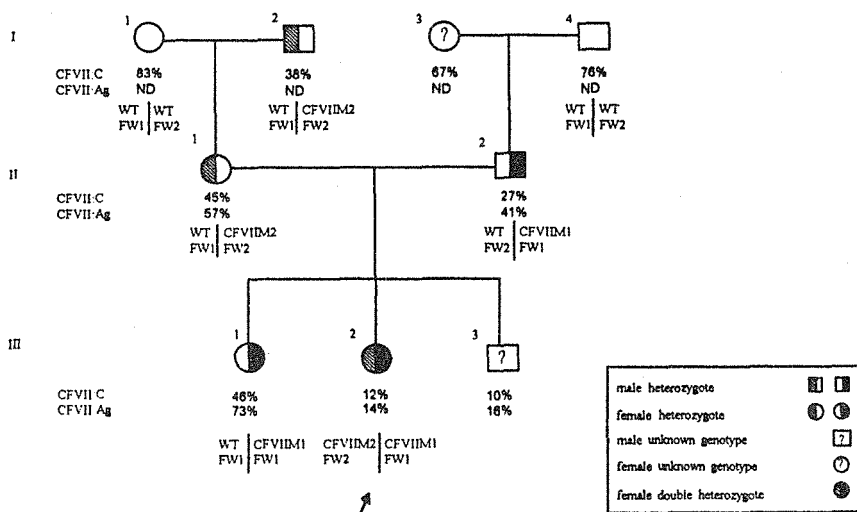 1 2 3 4
I
? 
CFVII:C 83% 38% 67% 76%
CFVII:Ag ND ND ND ND
WT | WT WT | CFVIIM2 WT | WT
FW1 | FW2 FW1 | FW2 FW1 | FW2
1 2
II
CFVII:C 45% 27%
CFVII:Ag 57% 41%
WT | CFVIIM2 WT | CFVIIM1
FW1 | FW2 FW2 | FW1
1 2 3
III
?
CFVII:C 46% 12% 10%
CFVII:Ag 73% 14% 16%
WT | CFVIIM1 CFVIIM2 | CFVIIM1
FW1 | FW1 FW2 | FW1
male heterozygote
female heterozygote
male unknown genotype ?
female unknown genotype ?
female double heterozygote